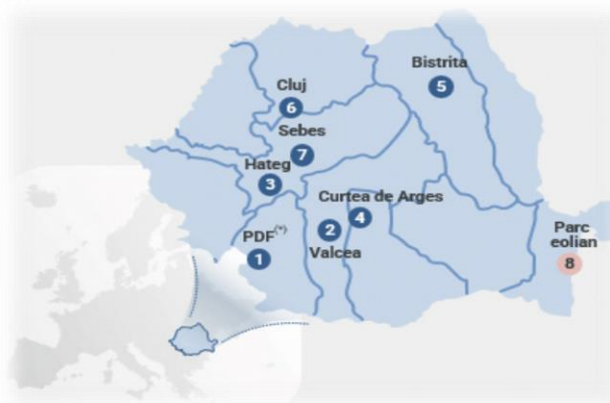 Bistrita
5
Cluj
6
Sebes
7
Hateg
3
Curtea de Arges
4
2
Valcea
PDF(*)
1
Parc
eolian
8